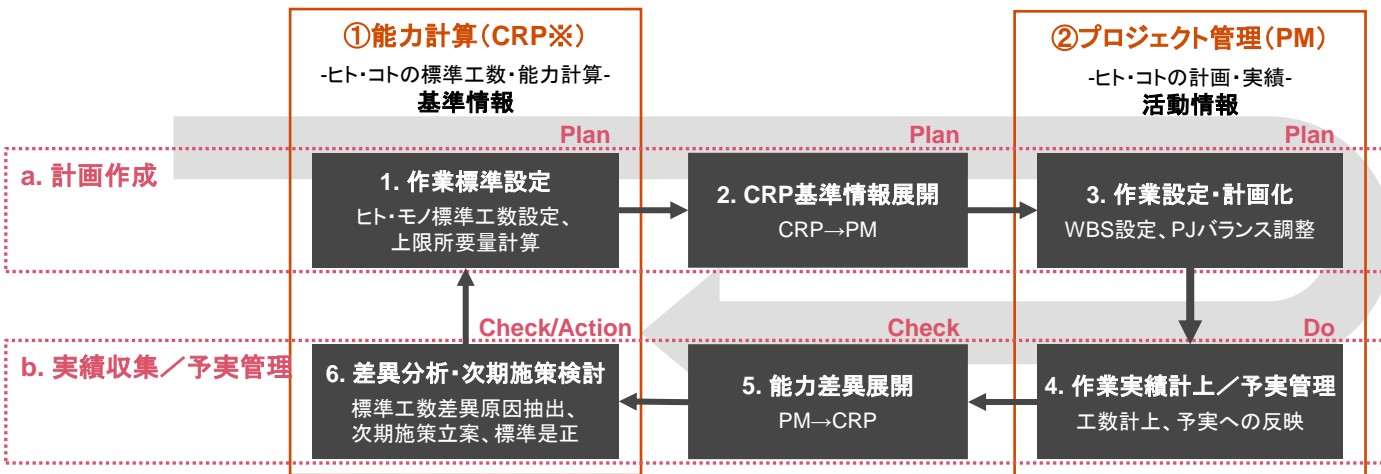 ①能力計算(CRP※)
-ヒト・コトの標準工数・能力計算-
基準情報
②プロジェクト管理(PM)
-ヒト・コトの計画・実績-
活動情報
Plan
Plan
Plan
a. 計画作成
1. 作業標準設定
ヒト・モノ標準工数設定、
上限所要量計算
2. CRP基準情報展開
CRP→PM
3. 作業設定・計画化
WBS設定、PJバランス調整
Check/Action
Check
Do
b. 実績収集／予実管理
6. 差異分析・次期施策検討
標準工数差異原因抽出、
次期施策立案、標準是正
5. 能力差異展開
PM→CRP
4. 作業実績計上／予実管理
工数計上、予実への反映